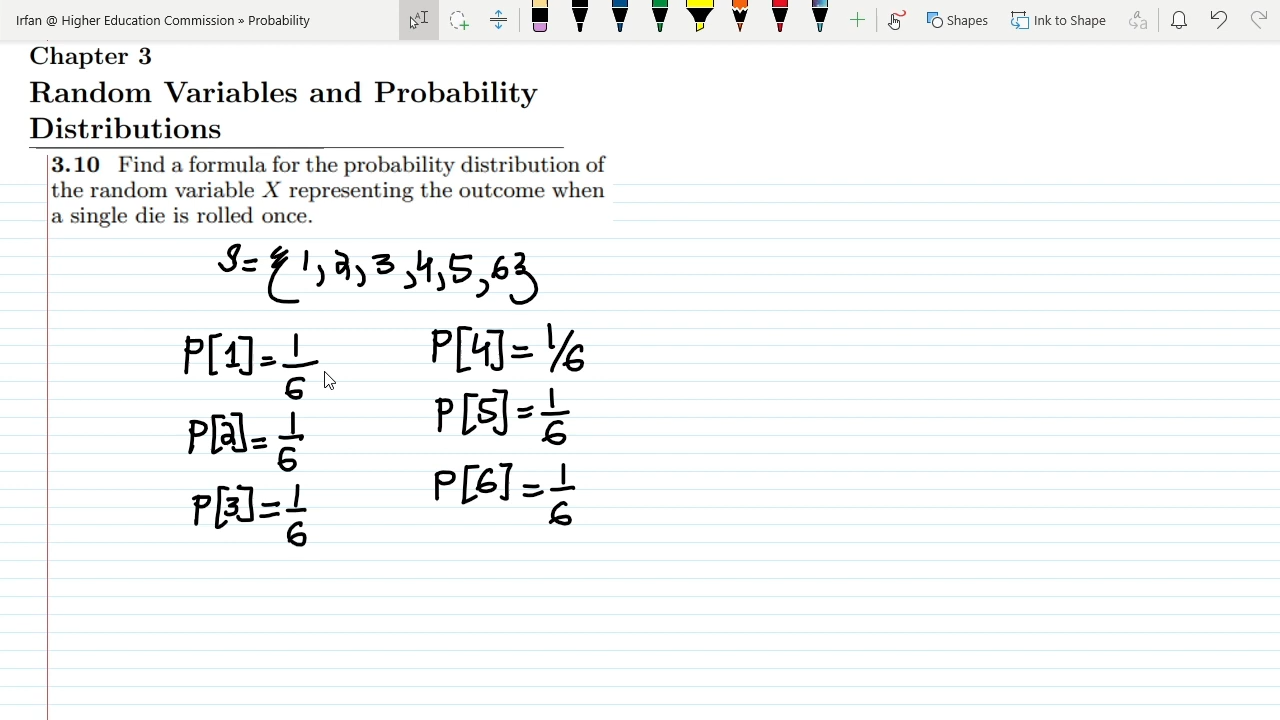 Irfan @ Higher Education Commission » Probability
Shapes
Ink to Shape
Chapter 3
Random Variables and Probability
Distributions
3.10 Find a formula for the probability distribution of
the random variable X representing the outcome when
a single die is rolled once.
S={1,2,3,4,5,6}
P[1]=1/6 P[4]=1/6
P[2]=1/6 P[5]=1/6
P[3]=1/6 P[6]=1/6